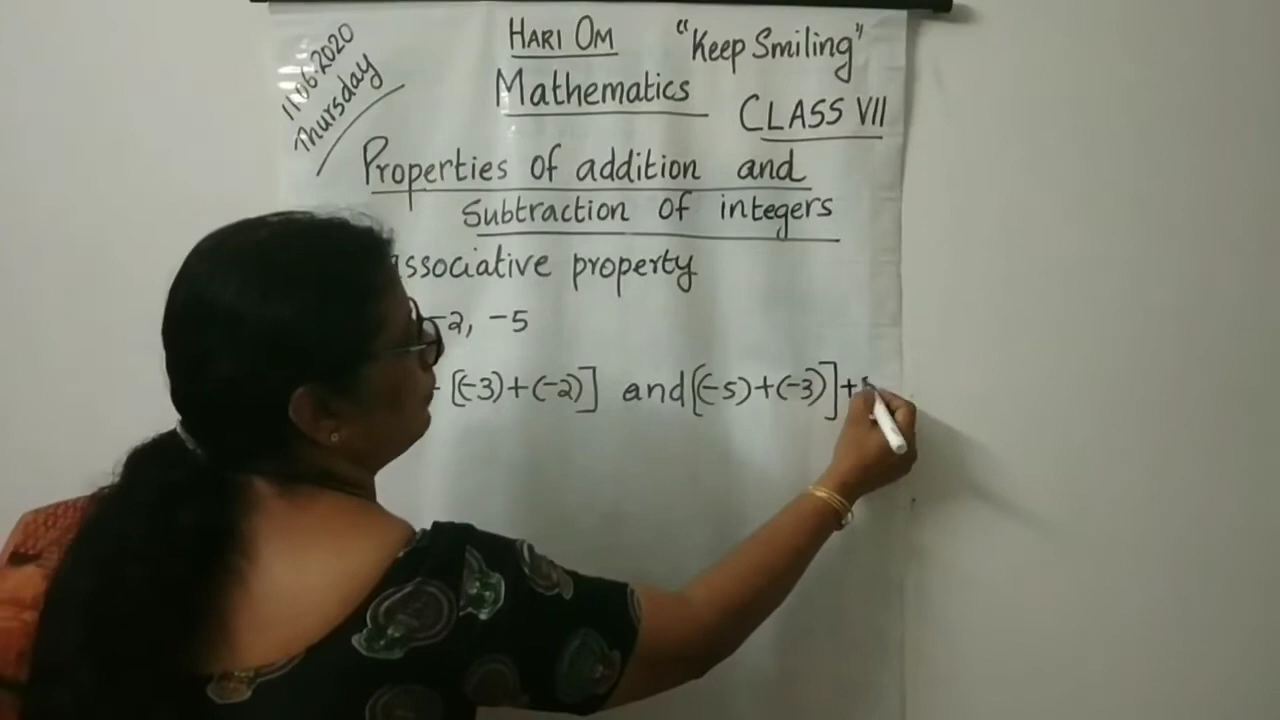 11.06.2020
Thursday
HARI OM "Keep Smiling"
Mathematics
CLASS VII
Properties of addition and
Subtraction of integers
associative property
-2, -5
[(-3)+(-2)] and [(-5)+(-3)]+